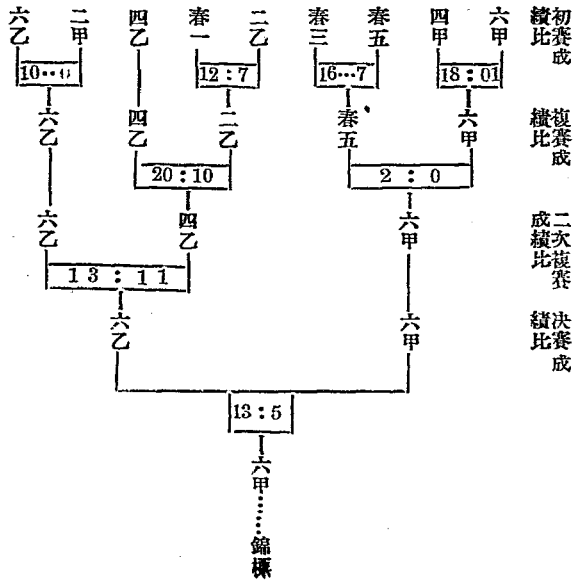 初賽成績比
六甲 四甲 春五 春三 二乙 春一 四乙 二甲 六乙
18:01 16…7 12:7 10…0
複賽成績比
六甲 春五 二乙 四乙 六乙
2:0 20:10
二次複賽成績比
六甲 四乙 六乙
13:11
決賽成績比
六甲 六乙
13:5
六甲……錦標